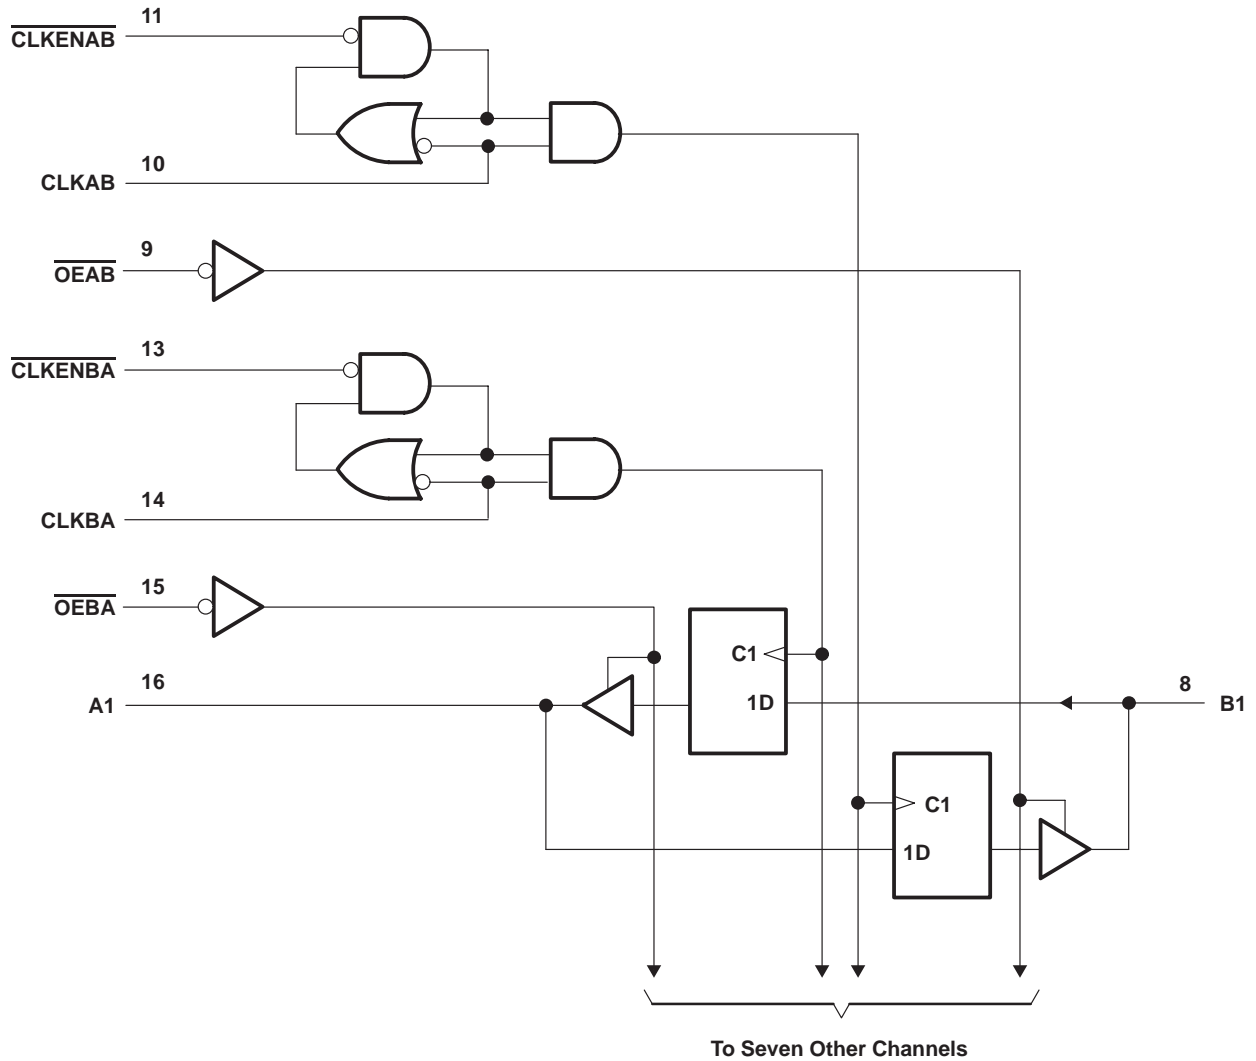 11
CLKENAB
10
CLKAB
9
OEAB
13
CLKENBA
14
CLKBA
15
OEBA
C1
16
8
A1
1D
B1
C1
1D
To Seven Other Channels